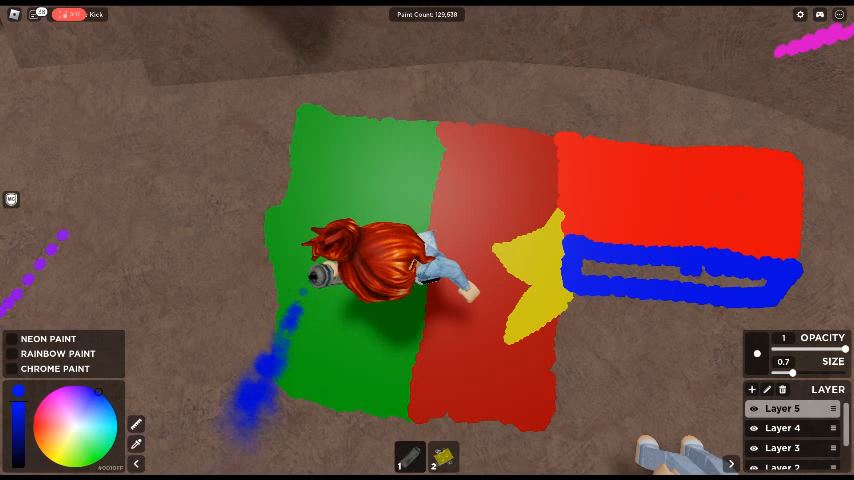 Kick
Paint Count: 129,638
NEON PAINT
RAINBOW PAINT
CHROME PAINT
#0010FF
1
2
1 OPACITY
0.7 SIZE
LAYER
Layer 5
Layer 4
Layer 3
Layer 2